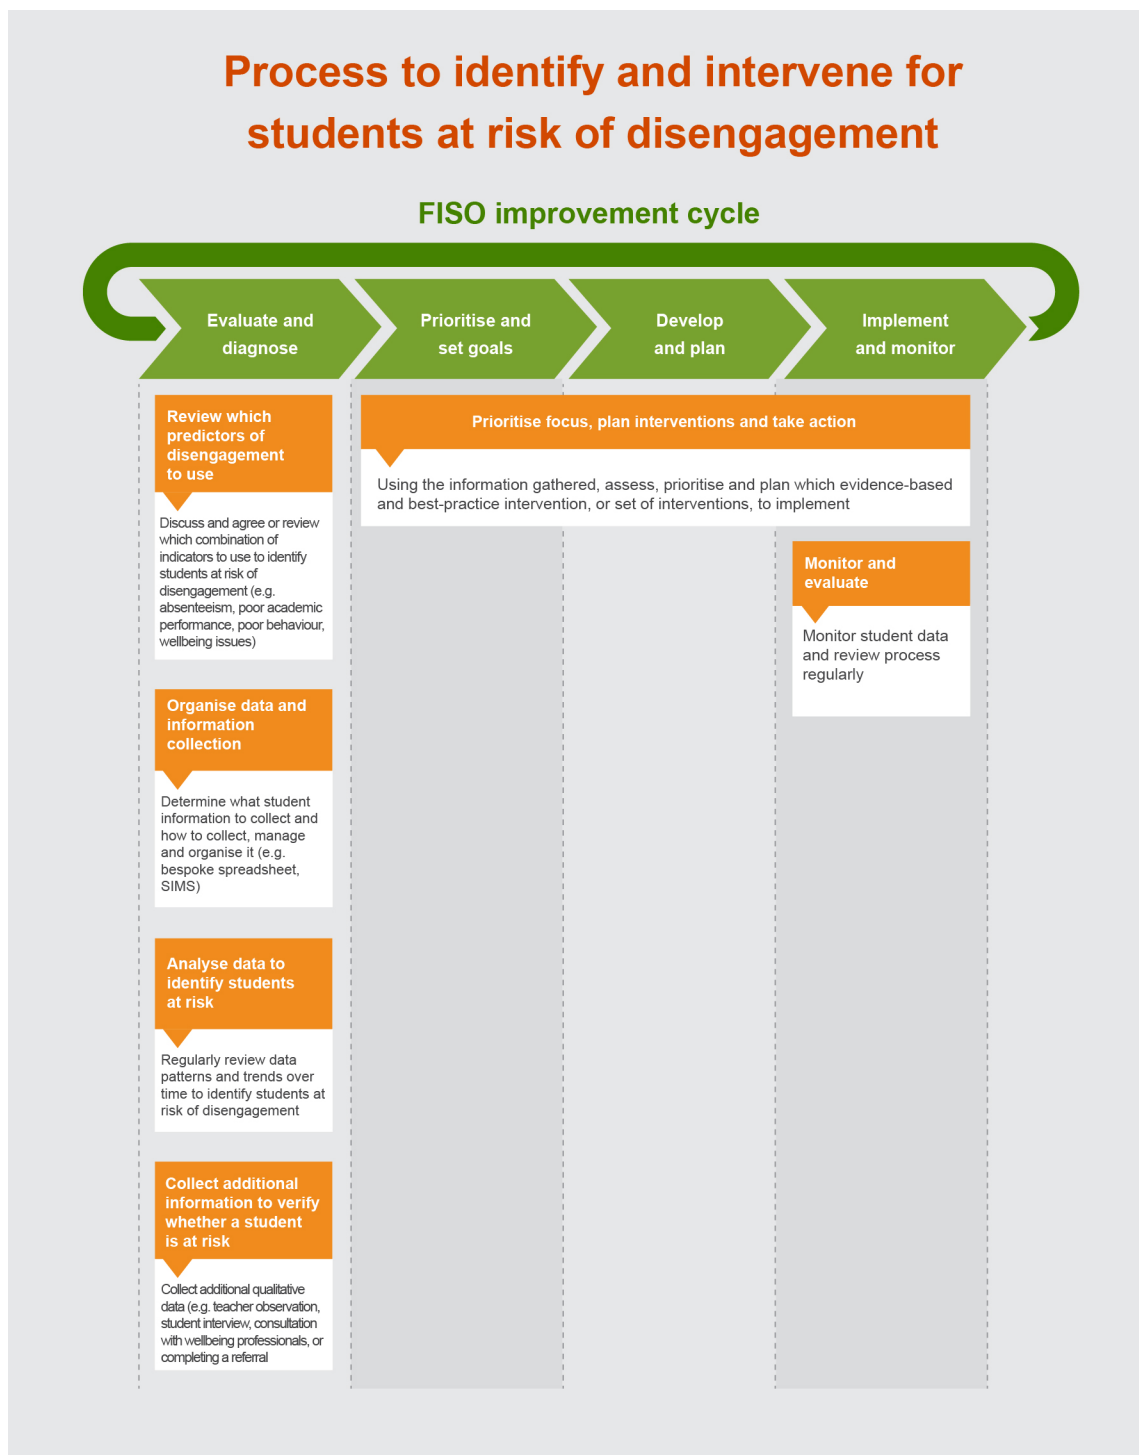 Process to identify and intervene for
students at risk of disengagement
FISO improvement cycle
Evaluate and
diagnose
Prioritise and
set goals
Develop
and plan
Implement
and monitor
Review which
predictors of
disengagement
to use
Discuss and agree or review
which combination of
indicators to use to identify
students at risk of
disengagement (e.g.
absenteeism, poor academic
performance, poor behaviour,
wellbeing issues)
Organise data and
information
collection
Determine what student
information to collect and
how to collect, manage
and organise it (e.g.
bespoke spreadsheet,
SIMS)
Analyse data to
identify students
at risk
Regularly review data
patterns and trends over
time to identify students at
risk of disengagement
Collect additional
information to verify
whether a student
is at risk
Collect additional qualitative
data (e.g. teacher observation,
student interview, consultation
with wellbeing professionals, or
completing a referral
Prioritise focus, plan interventions and take action
Using the information gathered, assess, prioritise and plan which evidence-based
and best-practice intervention, or set of interventions, to implement
Monitor and
evaluate
Monitor student data
and review process
regularly